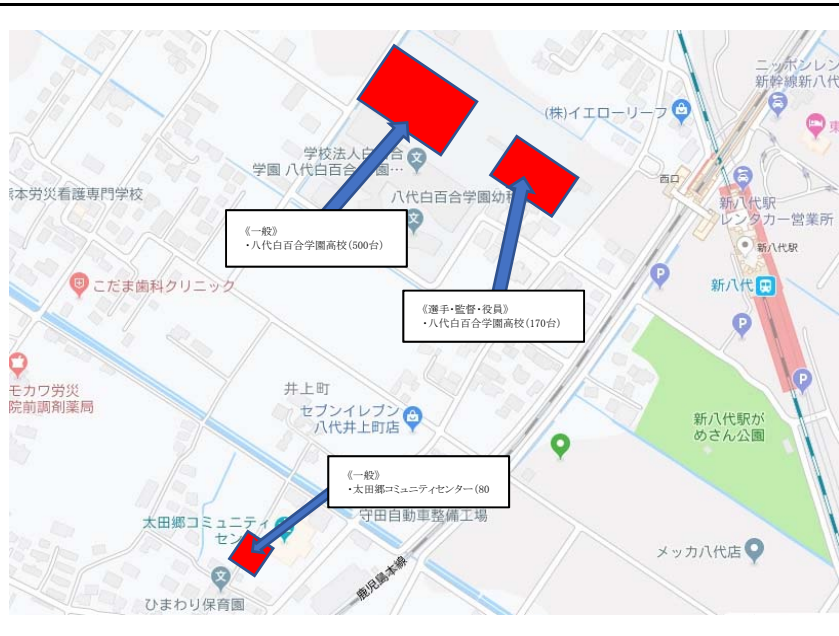 ニッポンレン
新幹線新八代
(株)イエローリーフ
学校法人白百合
学園 八代白百合学園…
西口
本労災看護専門学校
八代白百合学園幼
新八代駅
レンタカー営業所
《一般》
・八代白百合学園高校(500台)
新八代駅
こだま歯科クリニック
新八代
《選手・監督・役員》
・八代白百合学園高校(170台)
モカワ労災
院前調剤薬局
井上町
セブンイレブン
八代井上町店
新八代駅が
めさん公園
《一般》
・太田郷コミュニティセンター(80
太田郷コミュニティ
セン
守田自動車整備工場
メッカ八代店
鹿児島本線
ひまわり保育園